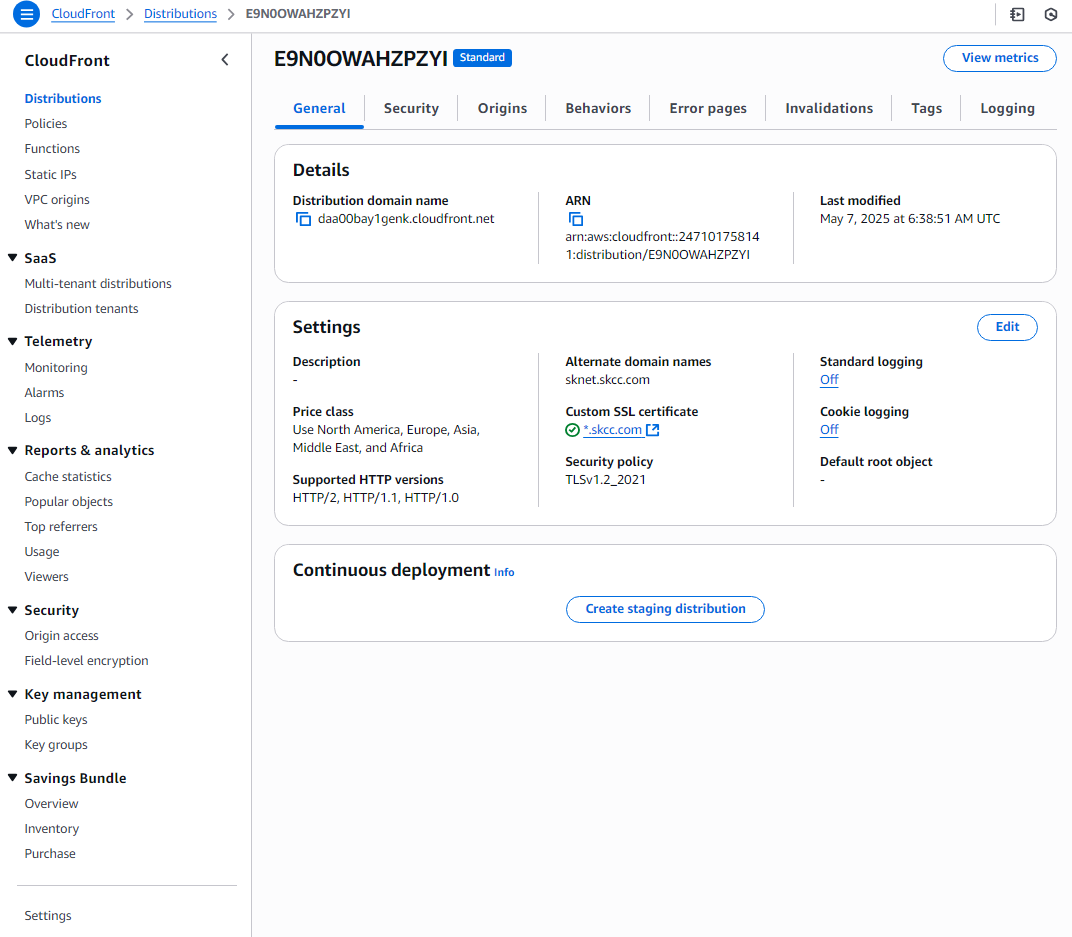 CloudFront > Distributions > E9N0OWAHZPZYI
CloudFront
Distributions
Policies
Functions
Static IPs
VPC origins
What's new
SaaS
Multi-tenant distributions
Distribution tenants
Telemetry
Monitoring
Alarms
Logs
Reports & analytics
Cache statistics
Popular objects
Top referrers
Usage
Viewers
Security
Origin access
Field-level encryption
Key management
Public keys
Key groups
Savings Bundle
Overview
Inventory
Purchase
Settings
E9N0OWAHZPZYI Standard
View metrics
General
Security
Origins
Behaviors
Error pages
Invalidations
Tags
Logging
Details
Distribution domain name
daa00bay1genk.cloudfront.net
ARN
arn:aws:cloudfront::24710175814
1:distribution/E9N0OWAHZPZYI
Last modified
May 7, 2025 at 6:38:51 AM UTC
Settings
Edit
Description
-
Price class
Use North America, Europe, Asia,
Middle East, and Africa
Supported HTTP versions
HTTP/2, HTTP/1.1, HTTP/1.0
Alternate domain names
sknet.skcc.com
Custom SSL certificate
*.skcc.com
Security policy
TLSv1.2_2021
Standard logging
Off
Cookie logging
Off
Default root object
-
Continuous deployment Info
Create staging distribution